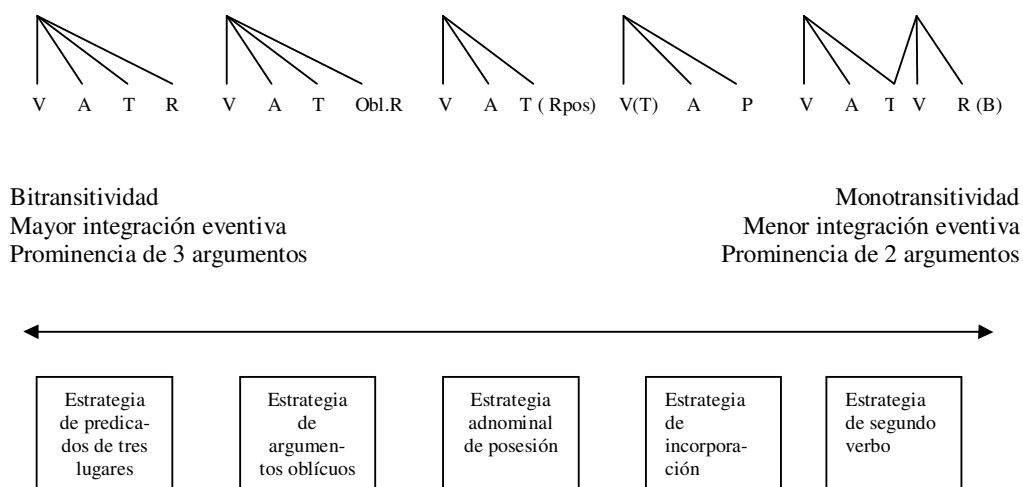 V A T R V A T Obl.R V A T ( Rpos) V(T) A P V A T V R (B)
Bitransitividad
Mayor integración eventiva
Prominencia de 3 argumentos
Monotransitividad
Menor integración eventiva
Prominencia de 2 argumentos
Estrategia
de predica-
dos de tres
lugares
Estrategia
de
argumen-
tos oblícuos
Estrategia
adnominal
de posesión
Estrategia
de
incorpora-
ción
Estrategia
de segundo
verbo